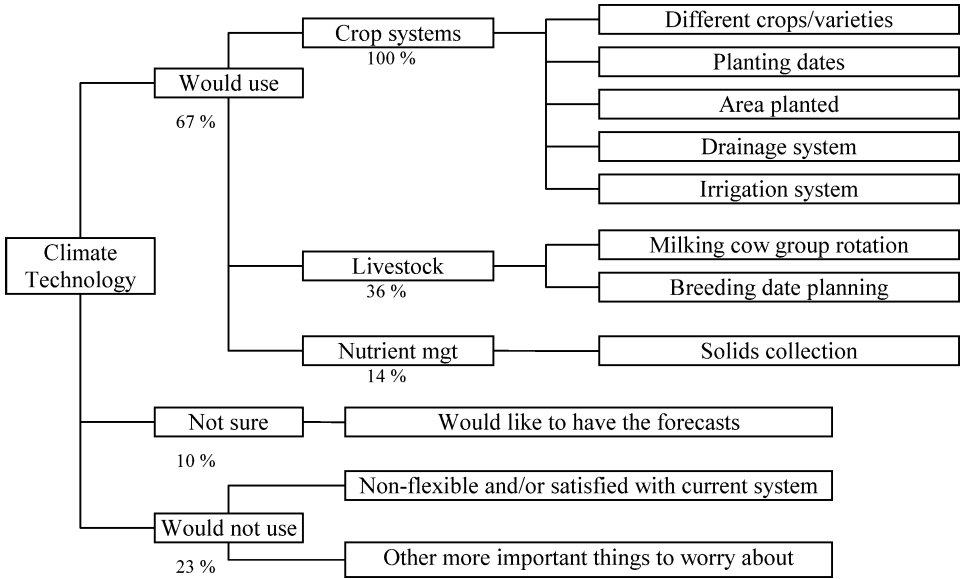 Climate
Technology
Would use
67 %
Crop systems
100 %
Different crops/varieties
Planting dates
Area planted
Drainage system
Irrigation system
Livestock
36 %
Milking cow group rotation
Breeding date planning
Nutrient mgt
14 %
Solids collection
Not sure
10 %
Would like to have the forecasts
Would not use
23 %
Non-flexible and/or satisfied with current system
Other more important things to worry about